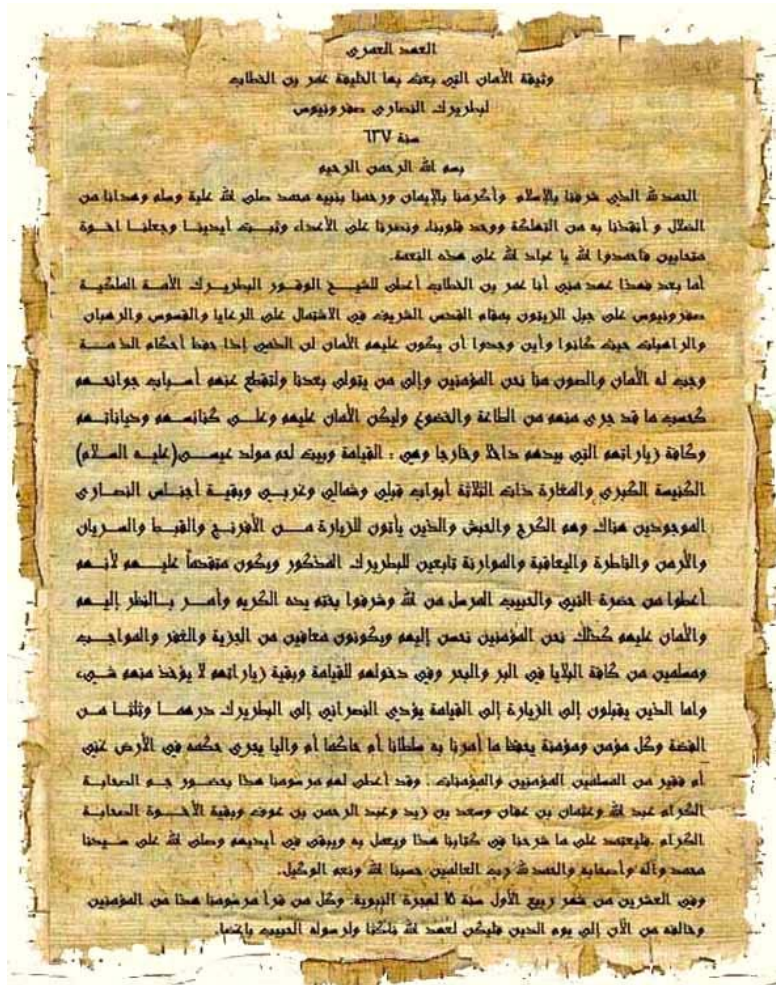 العهد العمري
وثيقة الأمان التي بعث بها الخليفة عمر بن الخطاب
لبطريرك النصارى صفرونيوس
سنة ٦٣٧
بسم الله الرحمن الرحيم
الحمد لله الذي شرفنا بالإسلام وأكرمنا بالإيمان ورحمنا بنبيه محمد صلى الله علية وسلم وهدانا من
الضلال و أنقذنا به من التهلكة ووحد قلوبنا، ونصرنا على الأعداء وثبت أيدينا وجعلنا اخوة
متحابين فاحمدوا الله يا عباد الله على هذه النعمة.
أما بعد فهذا عهد مني أنا عمر بن الخطاب أعطى للشيخ الوقور البطريرك الأمة الملكية
صفرونيوس على جبل الزيتون بمقام القدس الشريف في الاشتمال على الرعايا والقسوس والرهبان
والراهبات حيث كانوا وأين وجدوا أن يكون عليهم الأمان لن الذمي إذا حفظ أحكام الذمة
وجب له الأمان والصون منا نحن المؤمنين وإلى من يتولى بعدنا ولتقطع عنهم أسباب جوانحهم
كحسب ما قد جرى منهم من الطاعة والخضوع وليكن الأمان عليهم وعلى كنائسهم ودياناتهم
وكافة زياراتهم التي بيدهم داخلا وخارجا وهي : القيامة وبيت لحم مولد عيسى(عليه السلام)
الكنيسة الكبرى والمغارة ذات الثلاثة أبواب قبلي وشمالي وغربي وبقية أجناس النصارى
الموجودين هناك وهم الكرج والحبش والذين يأتون للزيارة من الأفرنج والقبط والسريان
والأرمن والناطرة واليعاقبة والموارنة تابعين للبطريرك المذكور ويكون متقدماً عليهم لأنهم
أعطوا من حضرة النبي والحبيب المرسل من الله وشرفوا بختم يده الكريم وأمر بالنظر إليهم
والأمان عليهم كذلك نحن المؤمنين نحسن إليهم ويكونون معافين من الجزية والغفر والمواجب
ومسلمين من كافة البلايا في البر والبحر وفي دخولهم للقيامة وبقية زياراتهم لا يؤخذ منهم شيء،
واما الذين يقبلون إلى الزيارة إلى القيامة يؤدي النصراني إلى البطريرك درهما وثلثا من
الفضة وكل مؤمن ومؤمنة يحفظ ما أمرنا به سلطانا أم حاكما أم واليا يجرى حكمه في الأرض غني
أم فقير من المسلمين المؤمنين والمؤمنات . وقد أعطى لهم مرسومنا هذا بحضور جم الصحابة
الكرام عبد الله وعثمان بن عفان وسعد بن زيد وعبد الرحمن بن عوف وبقية الأخوة الصحابة
الكرام .فليعتمد على ما شرحنا في كتابنا هذا ويعمل به ويبقى في أيديهم وصلى الله على سيدنا
محمد وآله وأصحابه والحمد لله رب العالمين حسبنا الله ونعم الوكيل.
وفي العشرين من شهر ربيع الأول سنة ١٥ لهجرة النبوية. وكل من قرأ مرسومنا هذا من المؤمنين
وخالفه من الآن إلى يوم الدين فليكن لعهد الله ناكثا ولرسوله الحبيب باغضا.